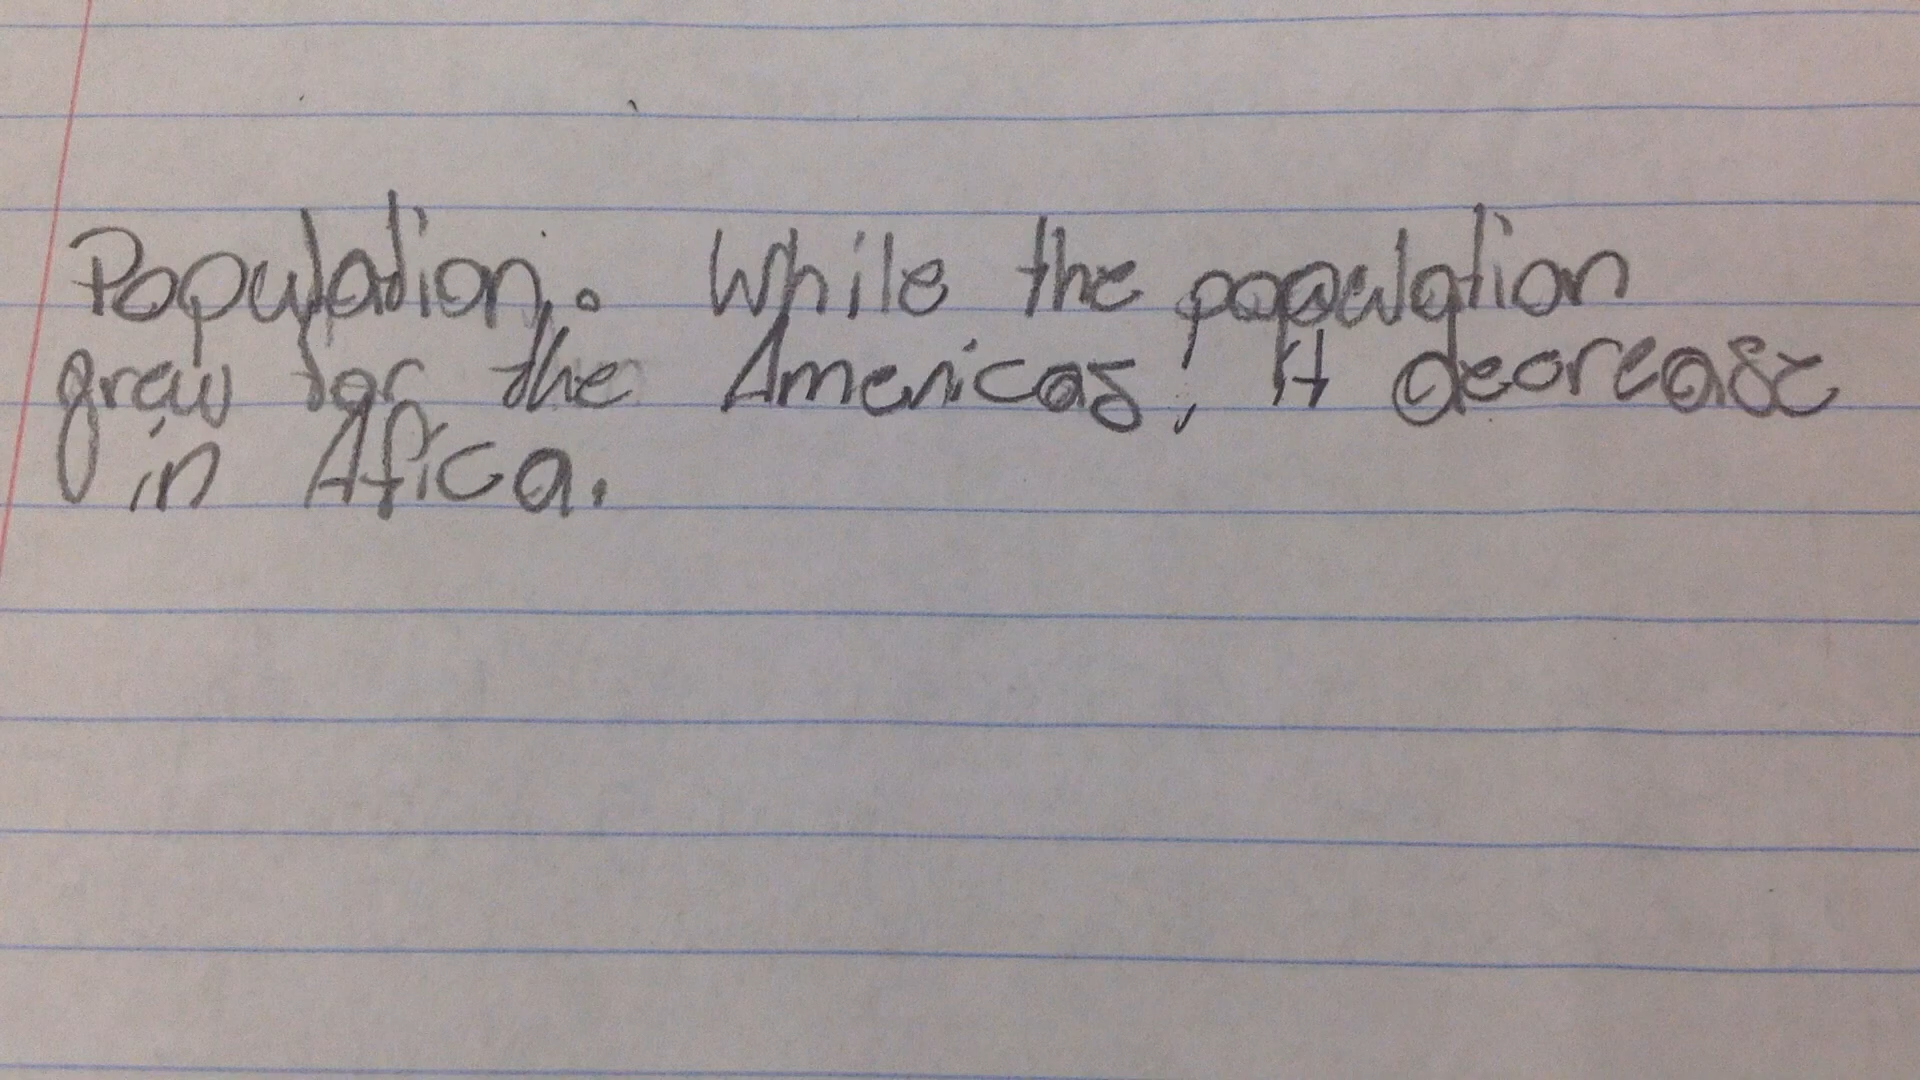 Population. While the population
grew for the Americas, it decrease
in Afica.